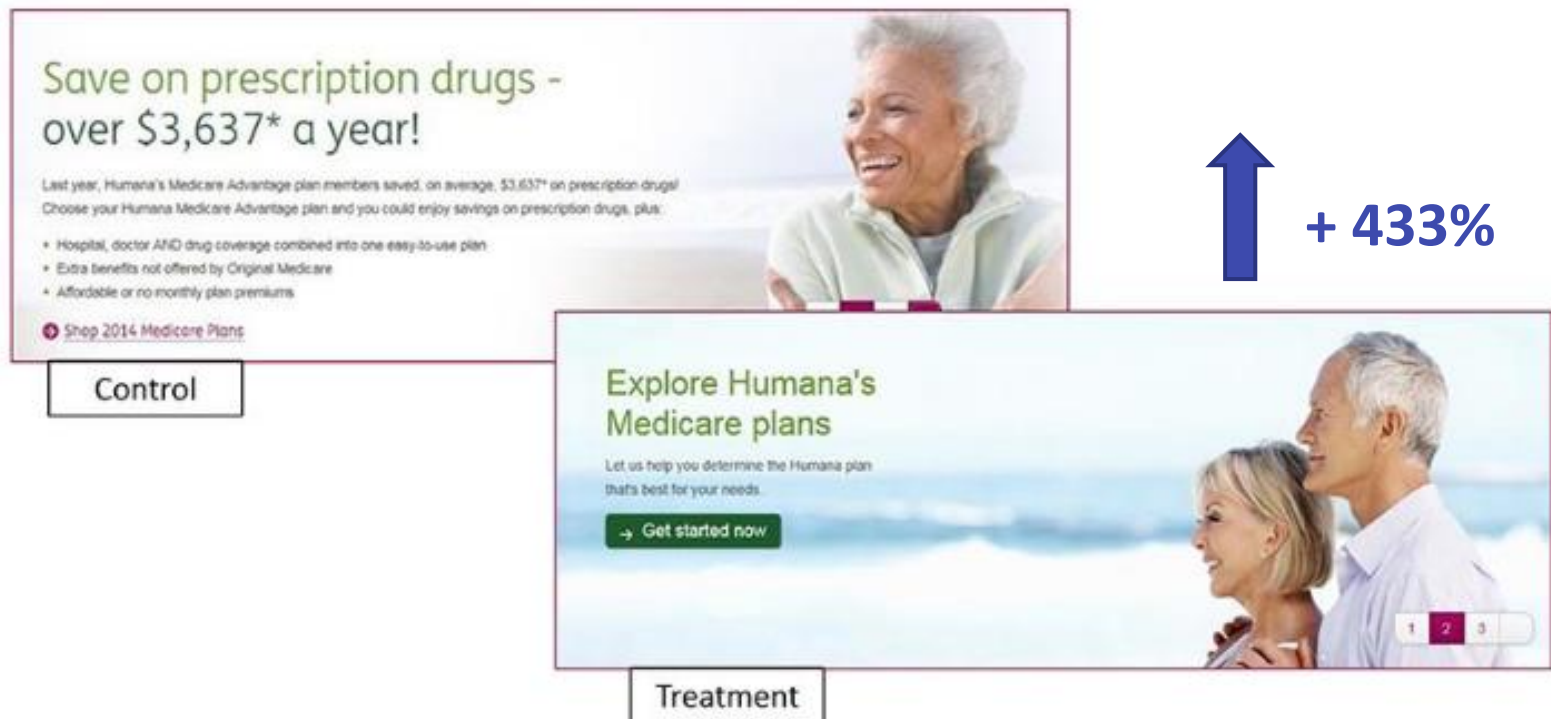 Save on prescription drugs -
over $3,637* a year!
Last year, Humana's Medicare Advantage plan members saved, on average, $3,637* on prescription drugs!
Choose your Humana Medicare Advantage plan and you could enjoy savings on prescription drugs, plus:
• Hospital, doctor AND drug coverage combined into one easy-to-use plan
• Extra benefits not offered by Original Medicare
• Affordable or no monthly plan premiums
Shop 2014 Medicare Plans
Control
+ 433%
Explore Humana's
Medicare plans
Let us help you determine the Humana plan
that's best for your needs.
→ Get started now
1 2 3
Treatment